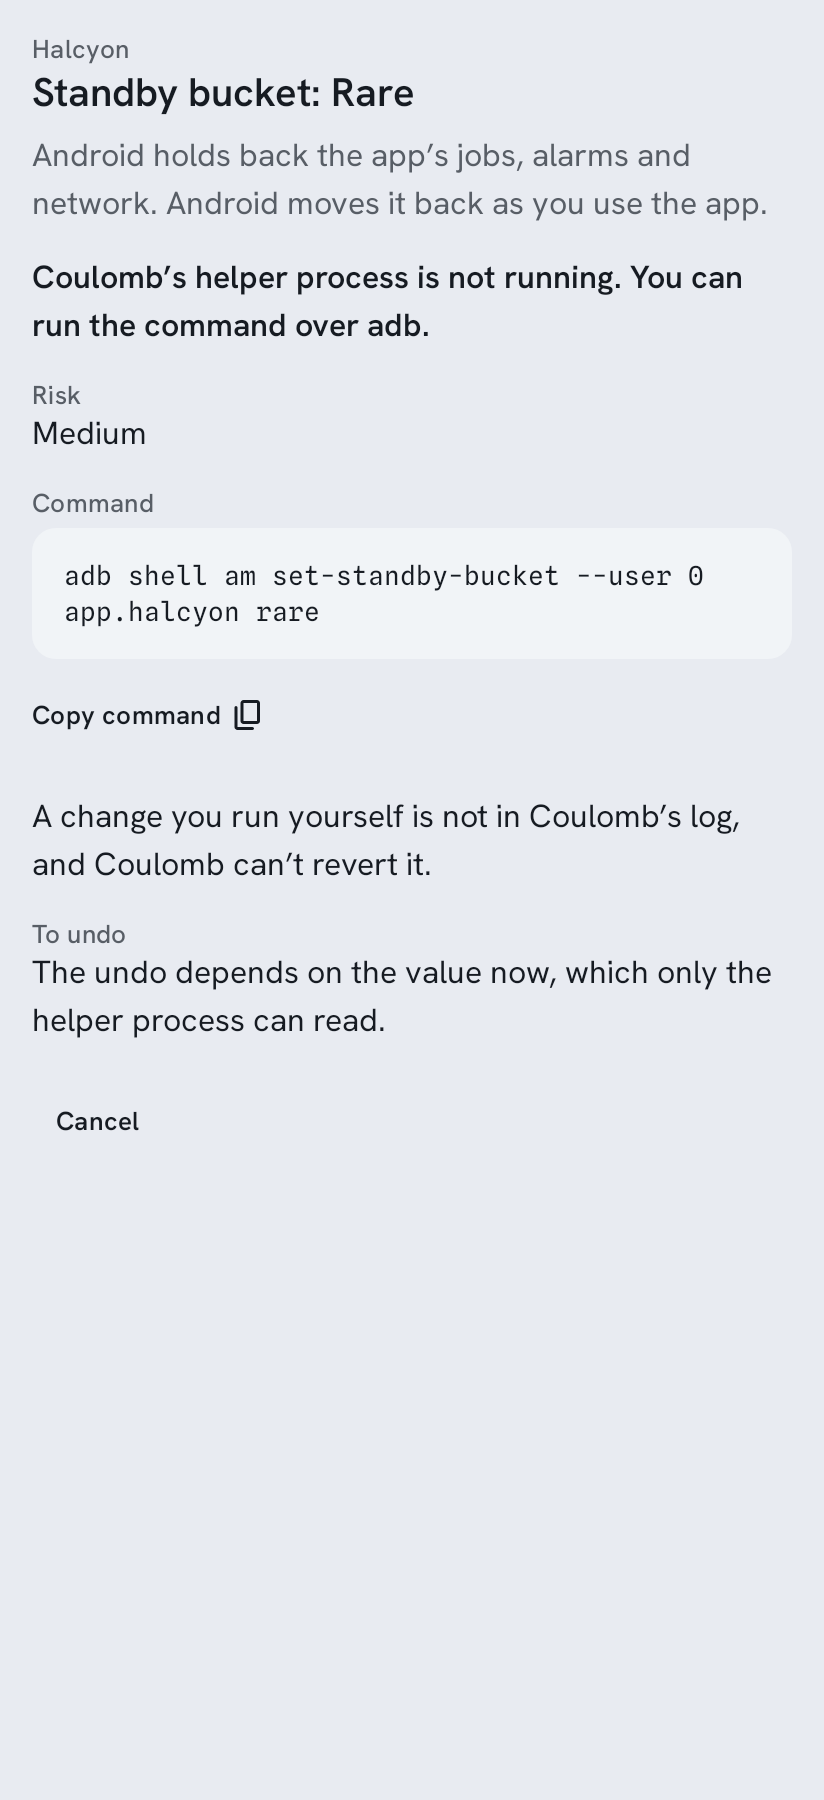 Halcyon
Standby bucket: Rare
Android holds back the app’s jobs, alarms and
network. Android moves it back as you use the app.
Coulomb’s helper process is not running. You can
run the command over adb.
Risk
Medium
Command
adb shell am set-standby-bucket --user 0
app.halcyon rare
Copy command
A change you run yourself is not in Coulomb’s log,
and Coulomb can’t revert it.
To undo
The undo depends on the value now, which only the
helper process can read.
Cancel